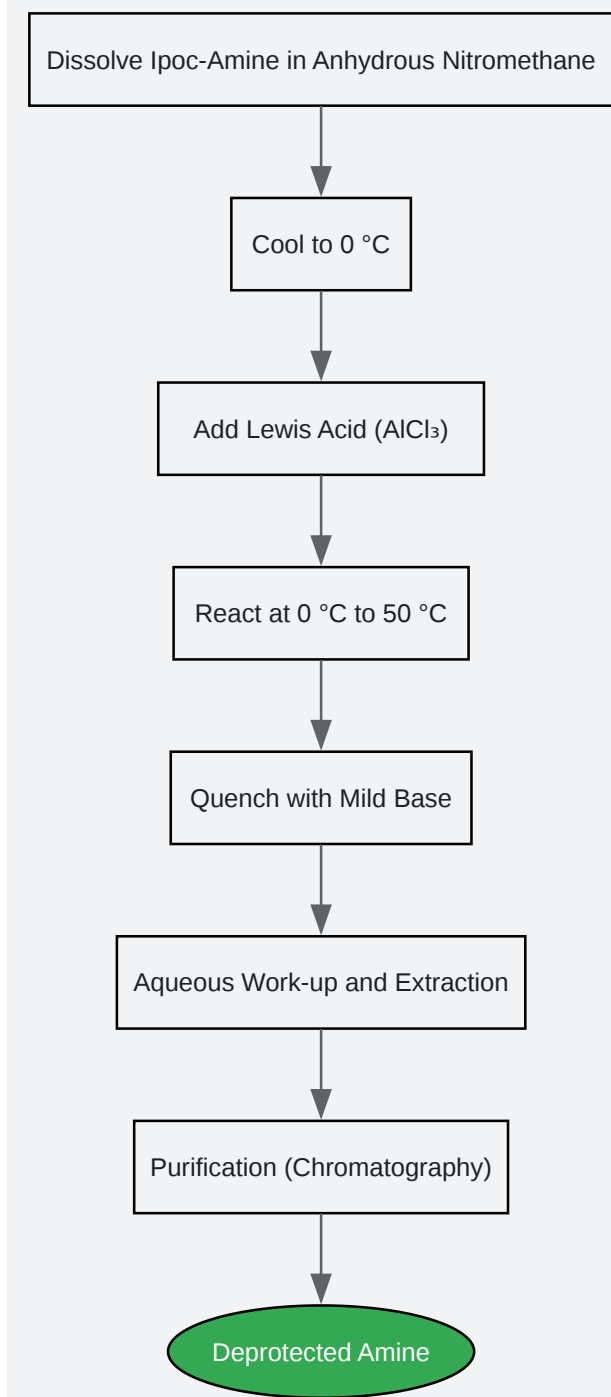 Dissolve Ipoc-Amine in Anhydrous Nitromethane
Cool to 0 °C
Add Lewis Acid (AlCl₃)
React at 0 °C to 50 °C
Quench with Mild Base
Aqueous Work-up and Extraction
Purification (Chromatography)
Deprotected Amine